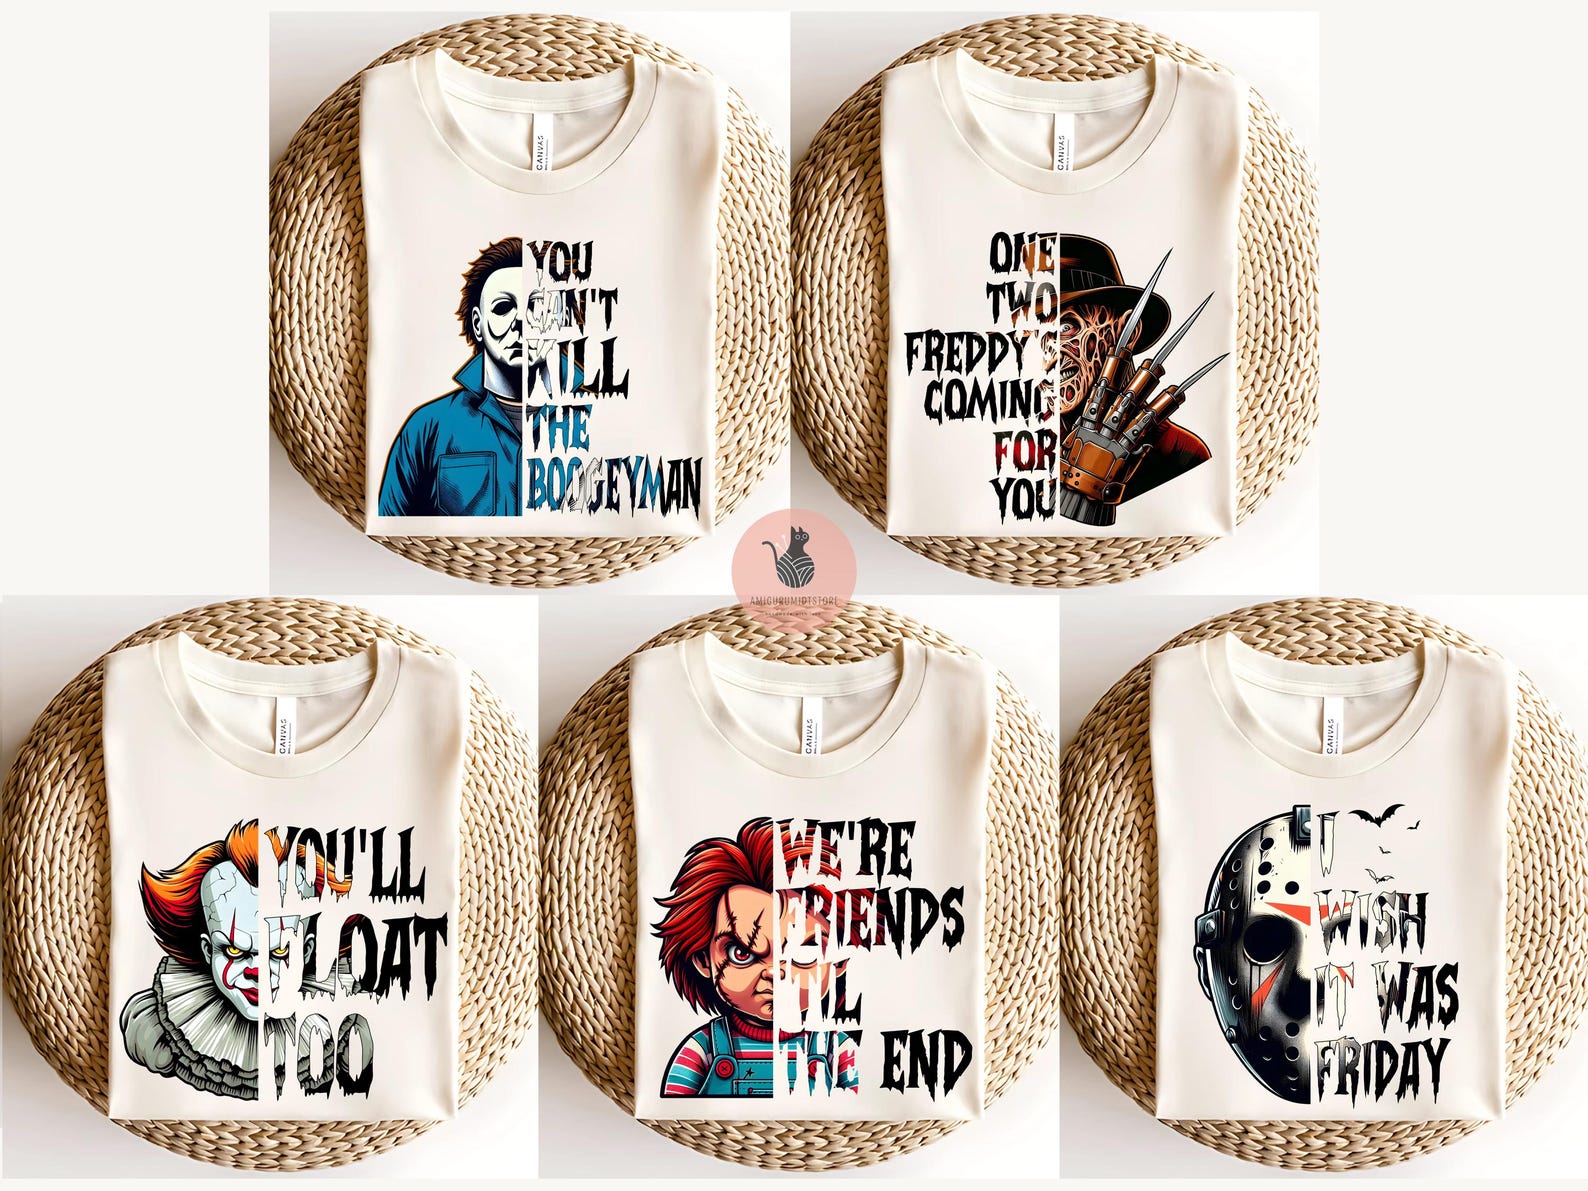 CANVAS
YOU
CAN'T
KILL
THE
BOOGEYMAN
CANVAS
ONE
TWO
FREDDY'S
COMING
FOR
YOU
AMIGURUMIDTSTORE
CANVAS
YOU'LL
FLOAT
TOO
CANVAS
WE'RE
FRIENDS
'TIL
THE END
CANVAS
I
WISH
IT WAS
FRIDAY